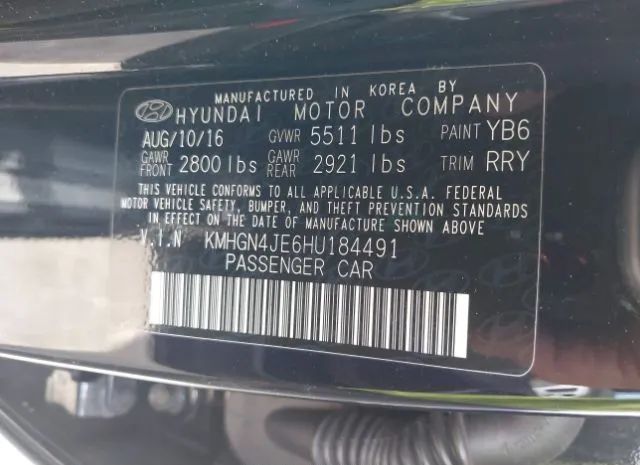 MANUFACTURED IN KOREA BY
HYUNDAI MOTOR COMPANY
AUG/10/16 GVWR 5511 lbs PAINT YB6
GAWR FRONT 2800 lbs GAWR REAR 2921 lbs TRIM RRY
THIS VEHICLE CONFORMS TO ALL APPLICABLE U.S.A. FEDERAL
MOTOR VEHICLE SAFETY, BUMPER, AND THEFT PREVENTION STANDARDS
IN EFFECT ON THE DATE OF MANUFACTURE SHOWN ABOVE
V.I.N KMHGN4JE6HU184491
PASSENGER CAR